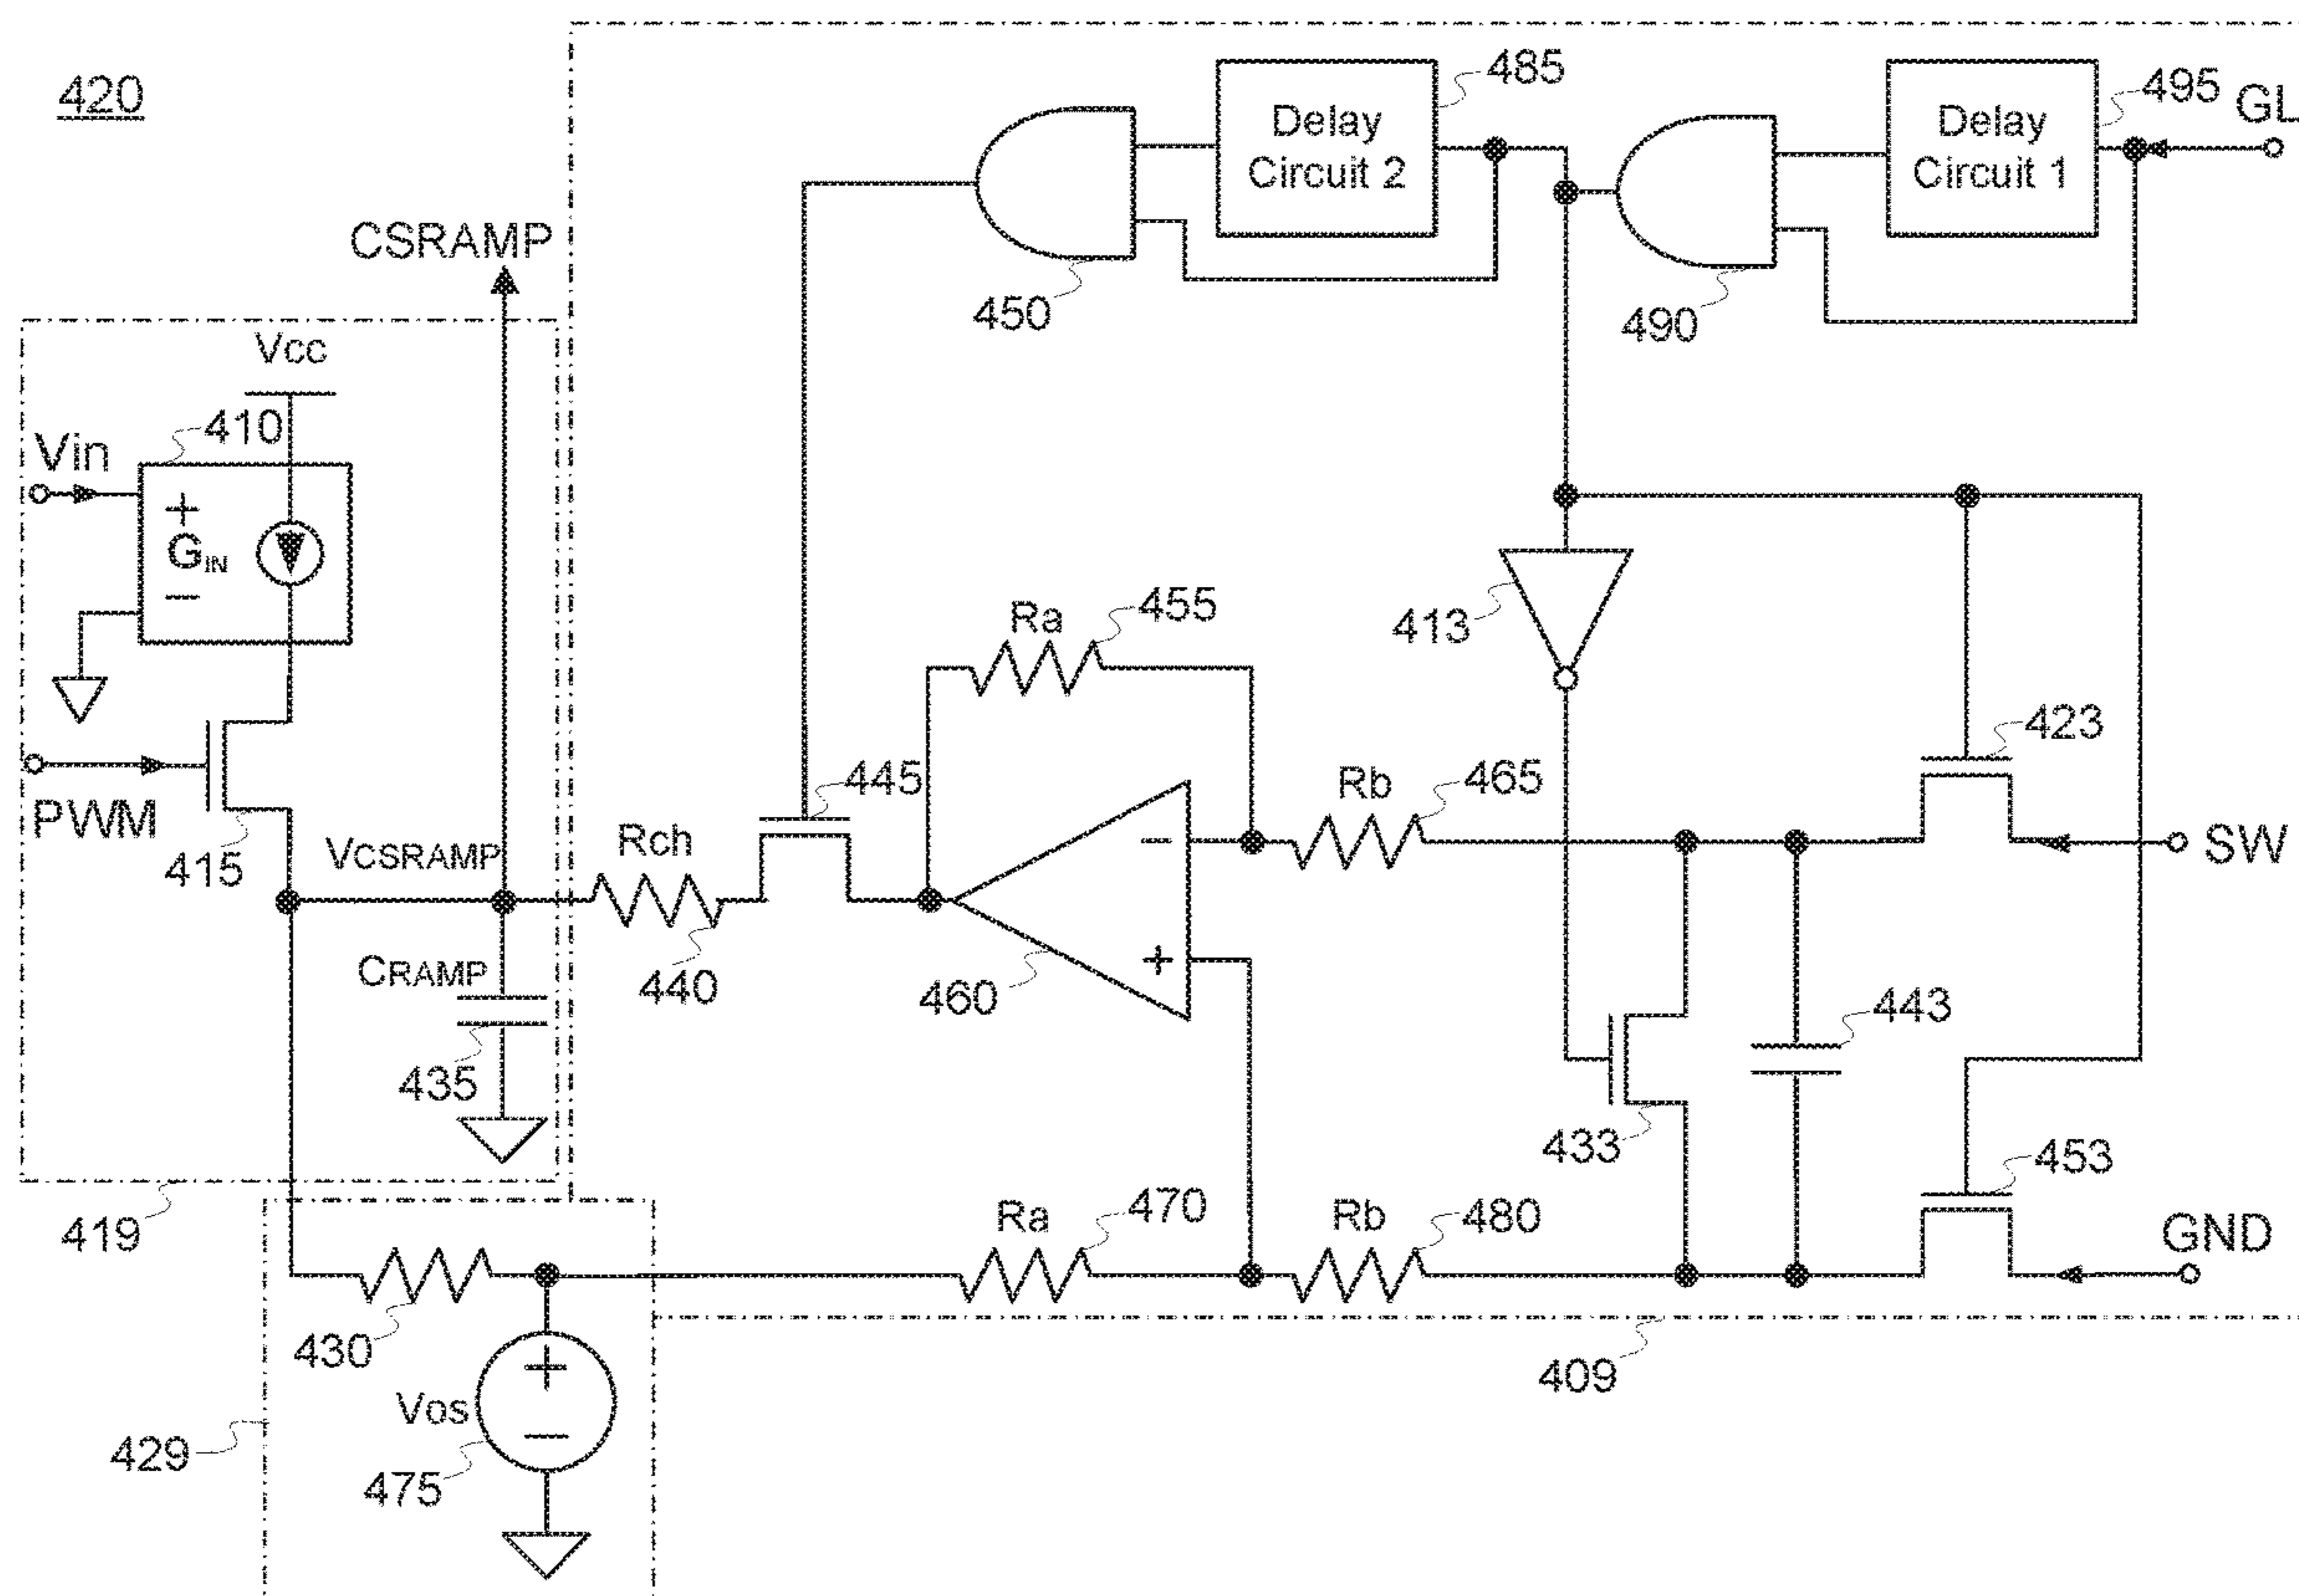 420
485
Delay
Circuit 2
450
495
Delay
Circuit 1
GL
490
CSRAMP
Vcc
410
Vin
+
GIN
−
PWM
415
VCSRAMP
CRAMP
435
419
Rch
440
445
Ra
455
−
+
460
Rb
465
413
423
SW
433
443
453
GND
Ra
470
Rb
480
409
430
+
Vos
−
475
429